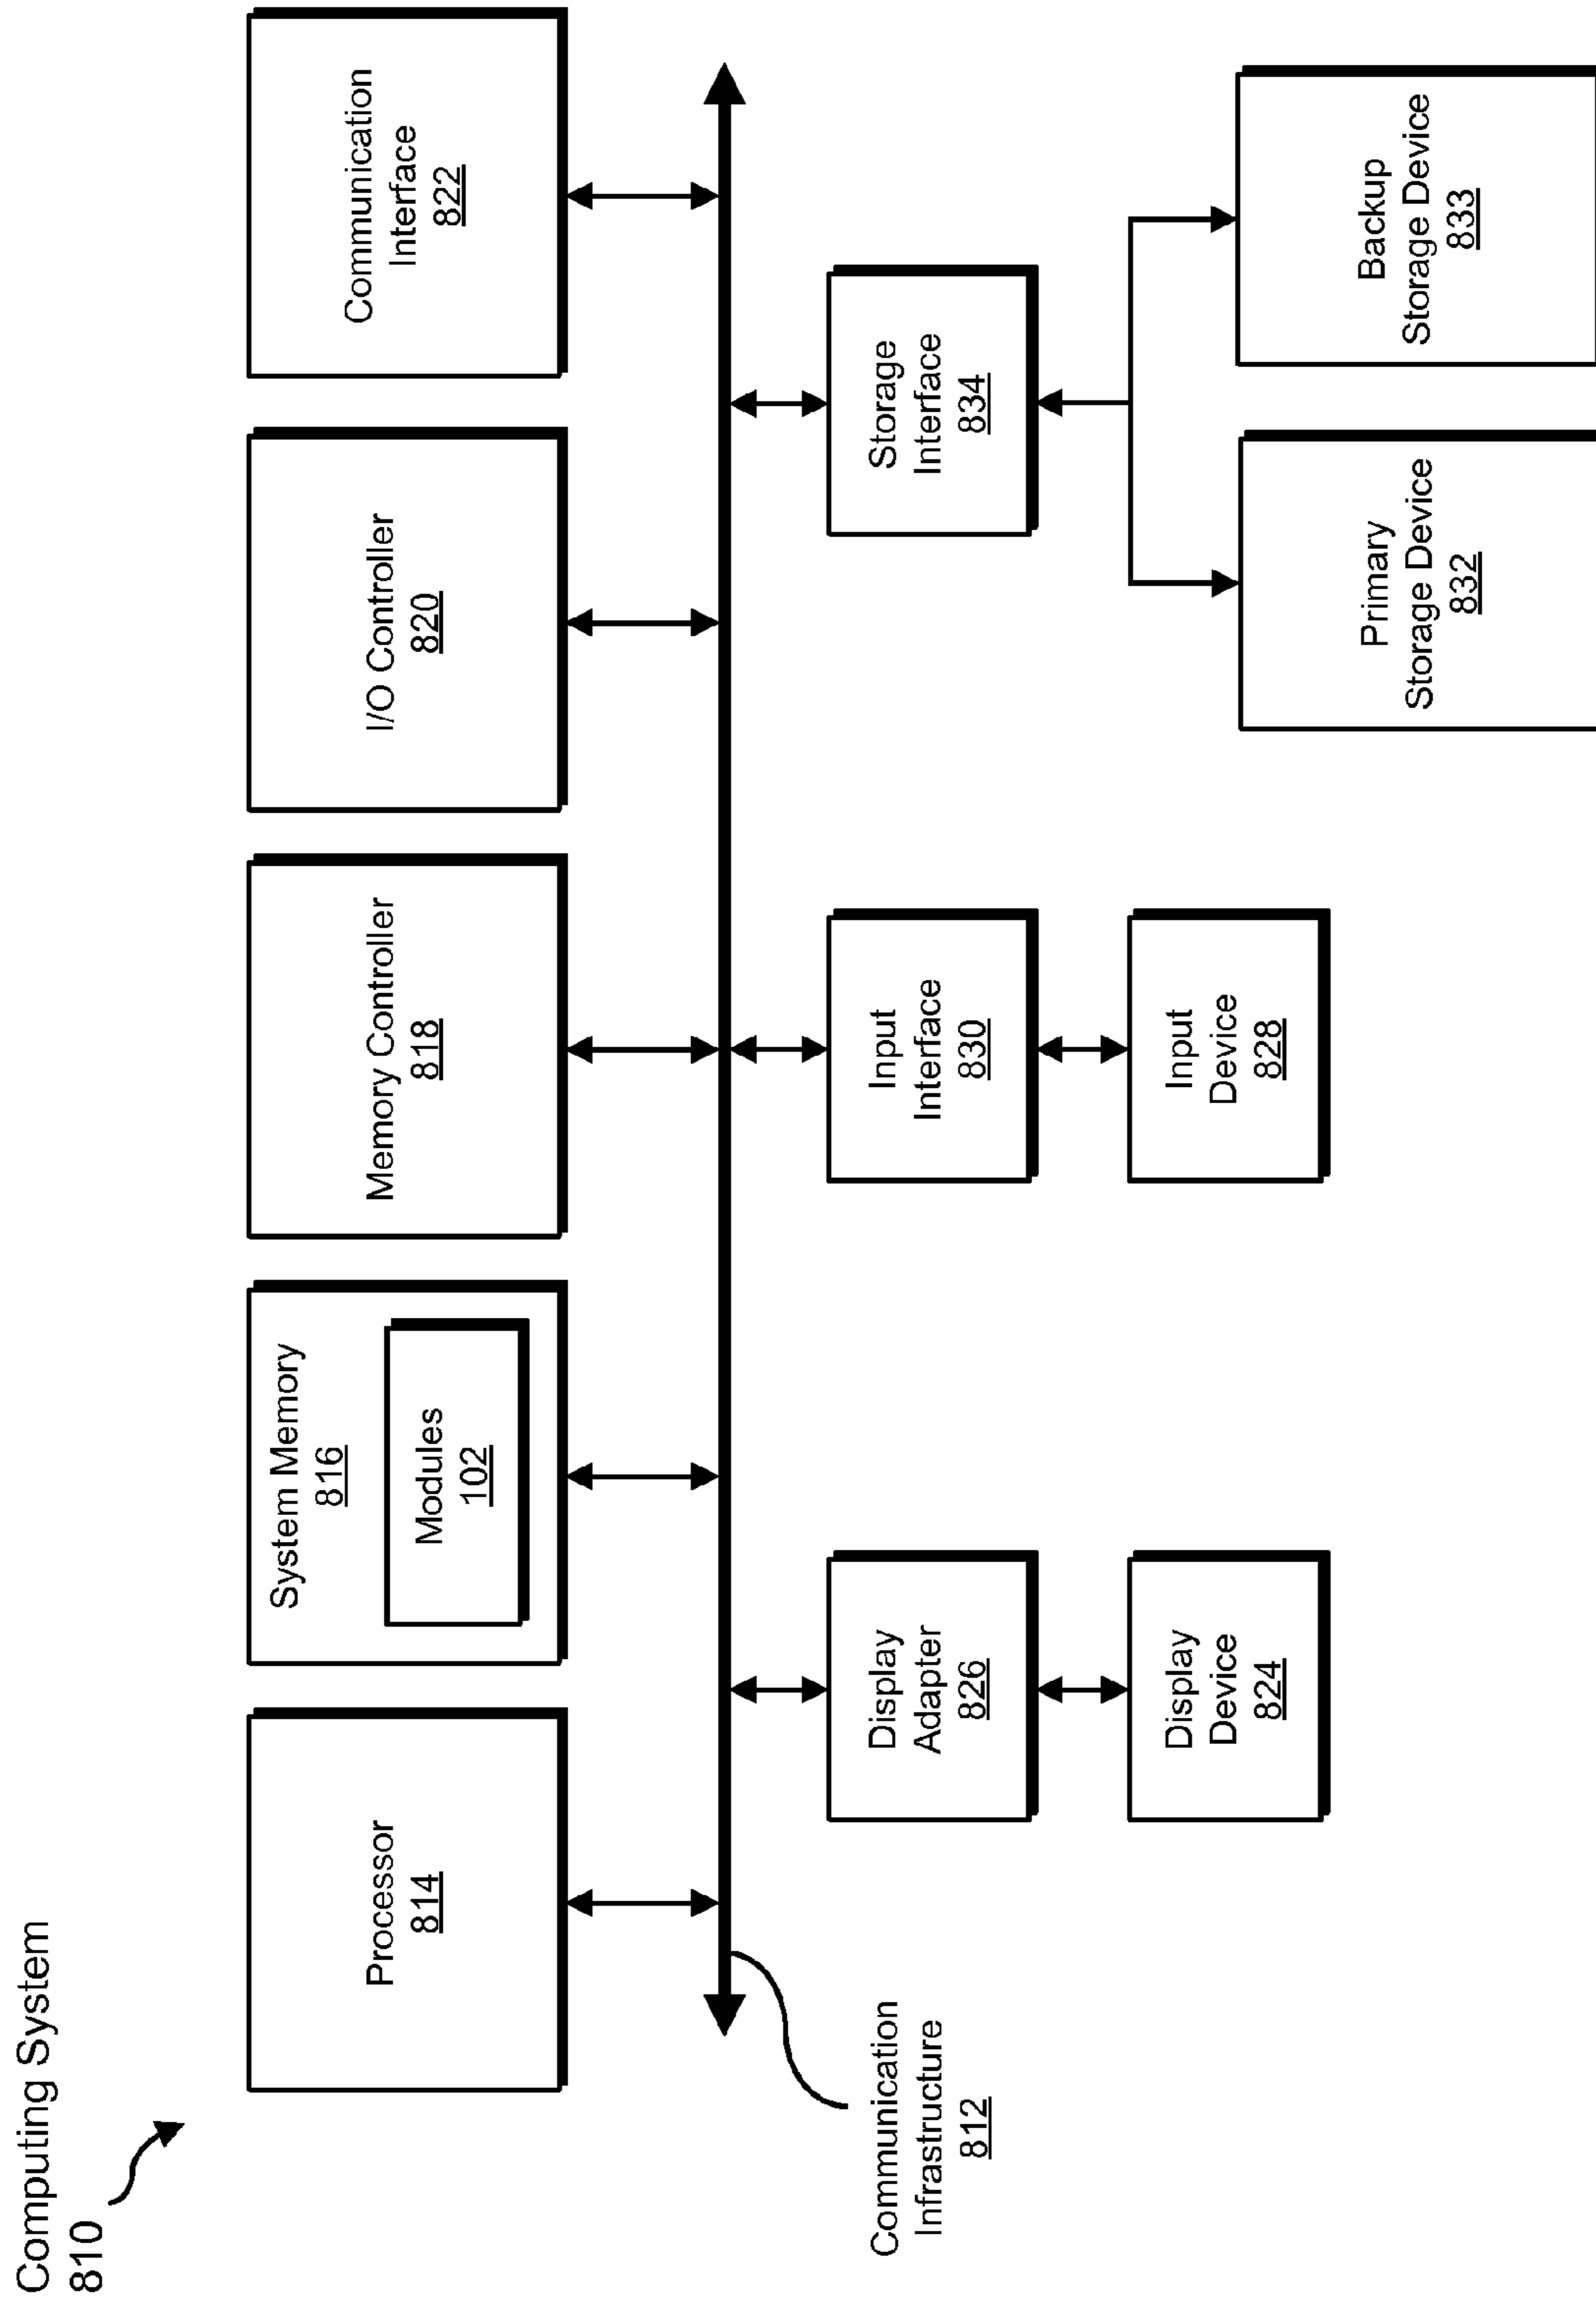 Computing System
810
Processor
814
System Memory
816
Modules
102
Memory Controller
818
I/O Controller
820
Communication
Interface
822
Communication
Infrastructure
812
Display
Adapter
826
Input
Interface
830
Storage
Interface
834
Display
Device
824
Input
Device
828
Primary
Storage Device
832
Backup
Storage Device
833